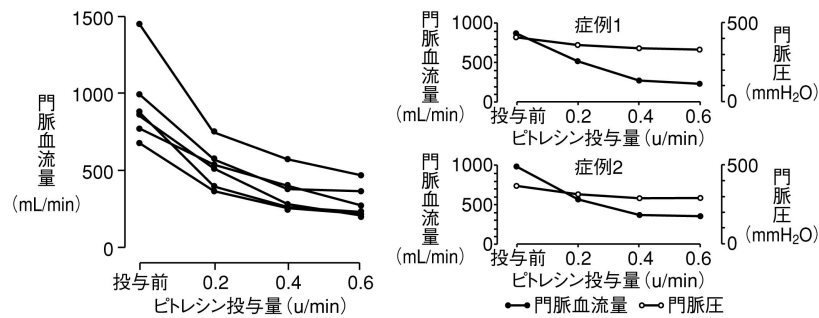 1500
1000
500
0
門脈血流量
(mL/min)
投与前 0.2 0.4 0.6
ピトレシン投与量(u/min)
症例1
1000
500
0
門脈血流量
(mL/min)
500
0
門脈圧
(mmH₂O)
投与前 0.2 0.4 0.6
ピトレシン投与量(u/min)
症例2
1000
500
0
門脈血流量
(mL/min)
500
0
門脈圧
(mmH₂O)
投与前 0.2 0.4 0.6
ピトレシン投与量(u/min)
門脈血流量 門脈圧